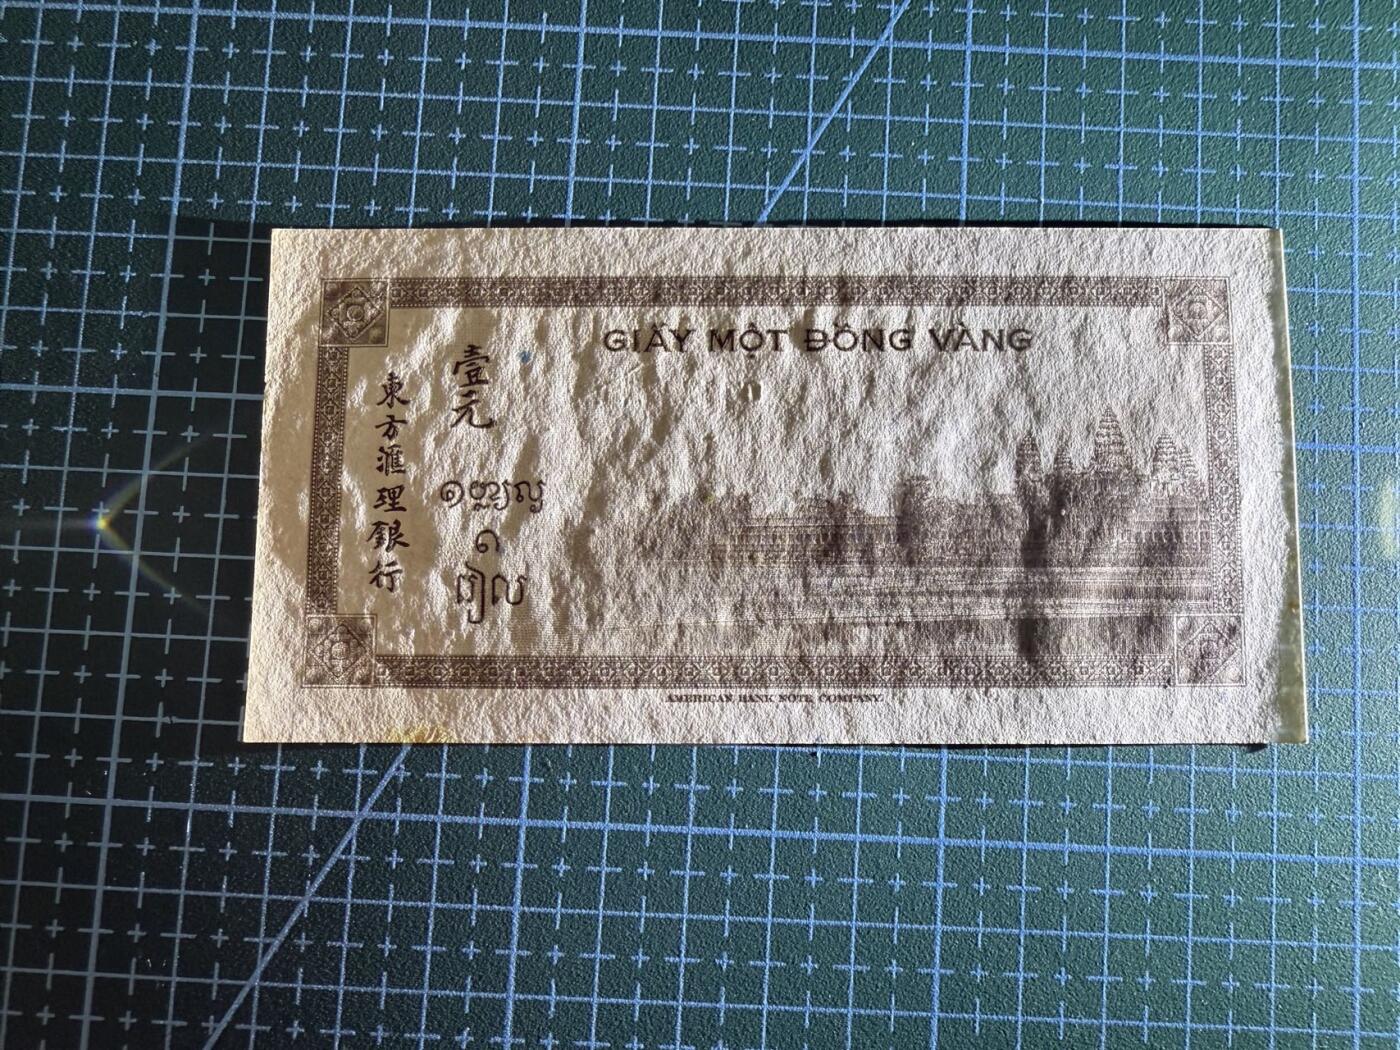 GIẤY MỘT ĐỒNG VÀNG
壹元
東方滙理銀行
១
រៀល
AMERICAN BANK NOTE COMPANY.